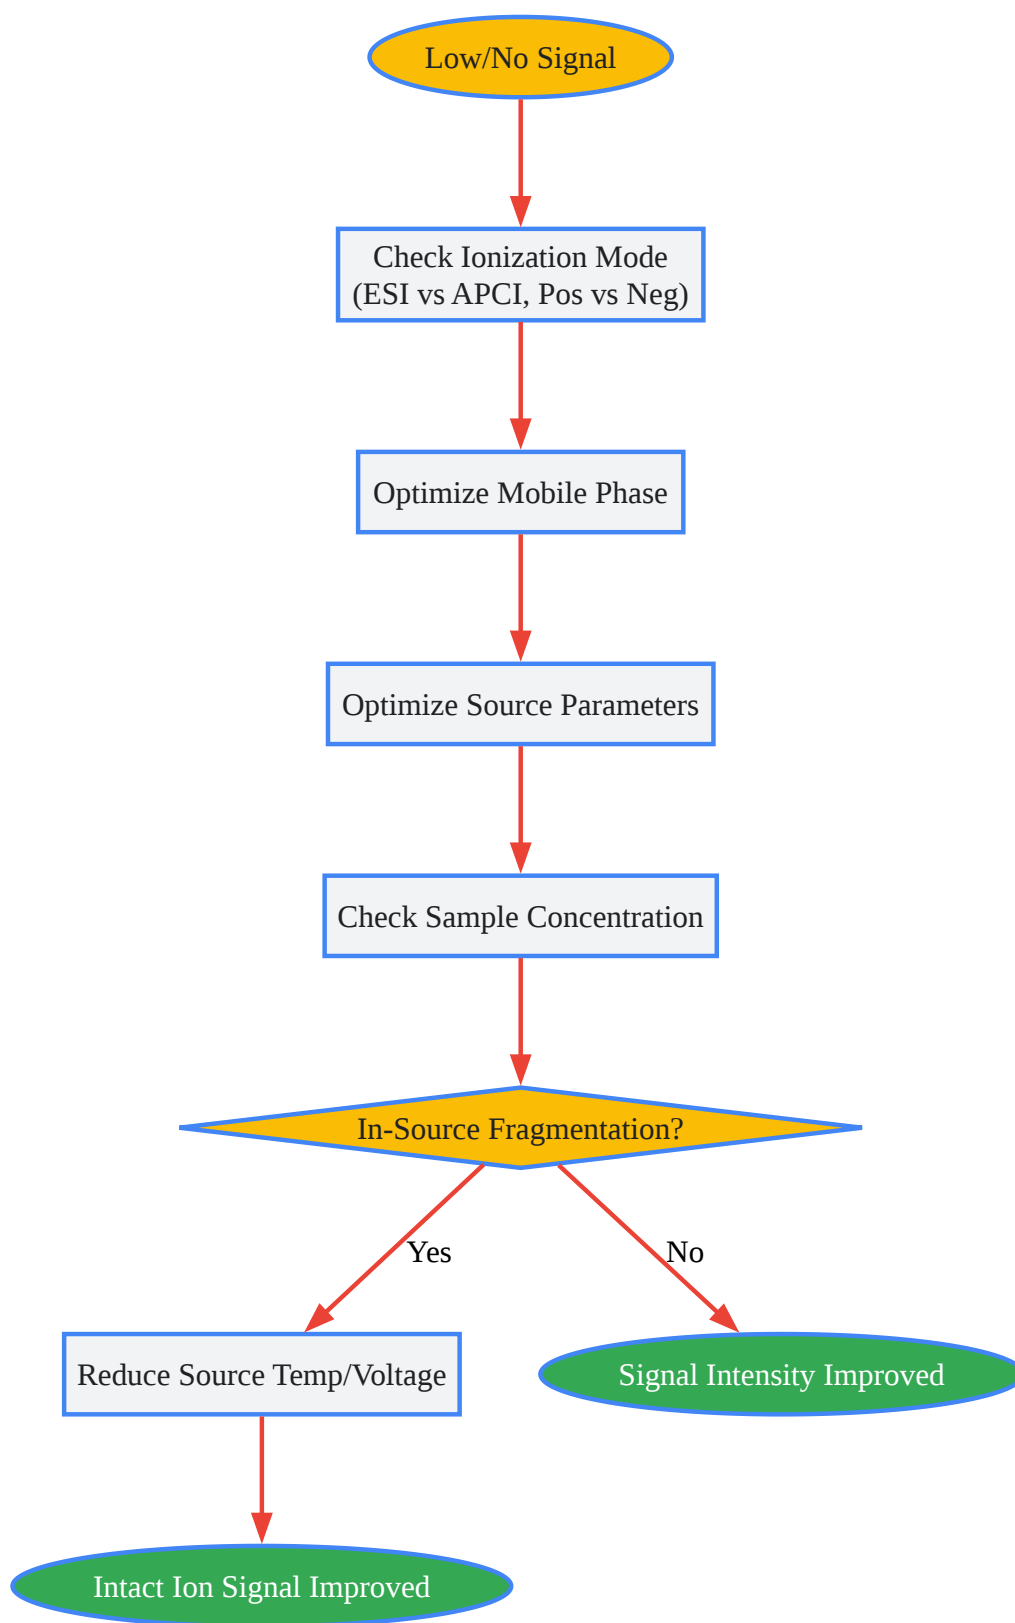 Low/No Signal
Check Ionization Mode
(ESI vs APCI, Pos vs Neg)
Optimize Mobile Phase
Optimize Source Parameters
Check Sample Concentration
In-Source Fragmentation?
Yes
No
Reduce Source Temp/Voltage
Signal Intensity Improved
Intact Ion Signal Improved